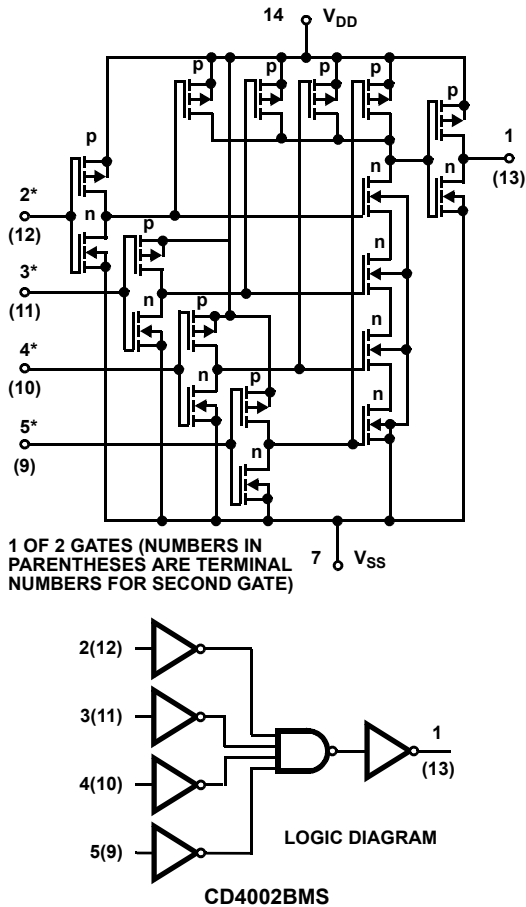 14 V_DD
p p p p p
p
1
(13)
2*
(12)
n
n
n
3*
(11)
p
n
n
4*
(10)
p
n
n
5*
(9)
p
n
n
1 OF 2 GATES (NUMBERS IN
PARENTHESES ARE TERMINAL
NUMBERS FOR SECOND GATE)
7 V_SS
2(12)
3(11)
1
(13)
4(10)
5(9)
LOGIC DIAGRAM
CD4002BMS